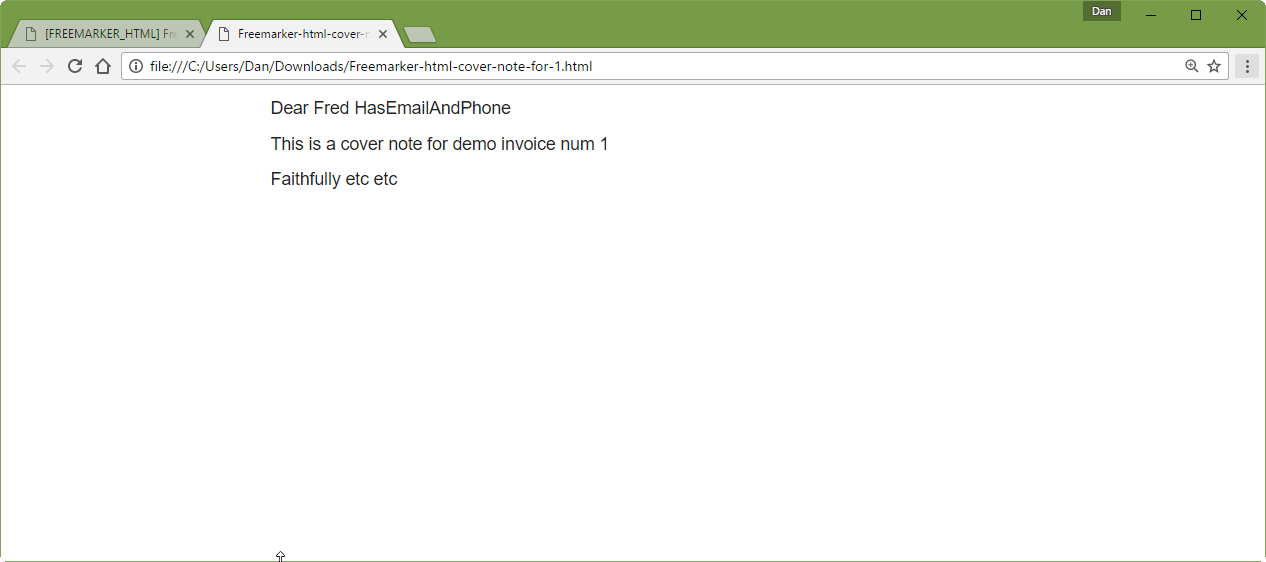 Dan
[FREEMARKER_HTML] Fre
Freemarker-html-cover-n
file:///C:/Users/Dan/Downloads/Freemarker-html-cover-note-for-1.html
Dear Fred HasEmailAndPhone
This is a cover note for demo invoice num 1
Faithfully etc etc